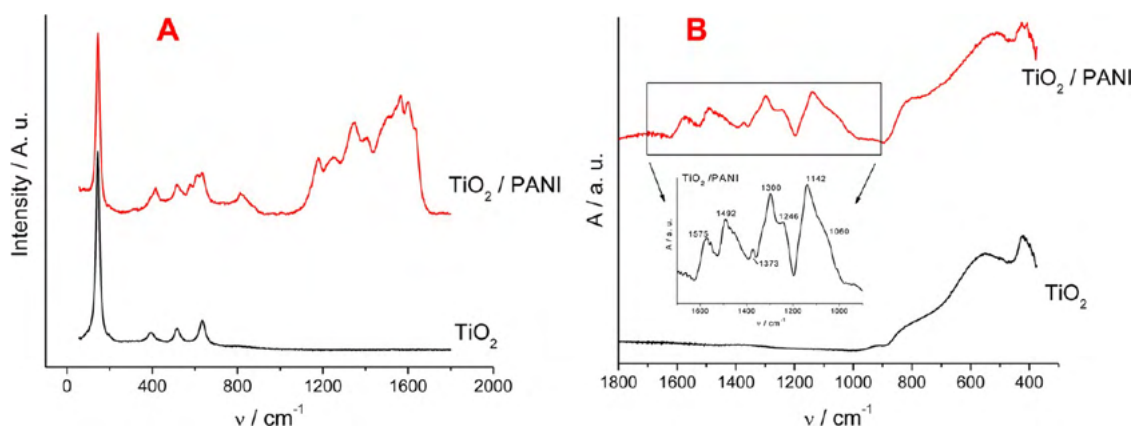 A
Intensity / A. u.
TiO2 / PANI
TiO2
0 400 800 1200 1600 2000
ν / cm-1
B
A / a. u.
TiO2 / PANI
TiO2
1800 1600 1400 1200 1000 800 600 400
ν / cm-1
TiO2 /PANI
A / a. u.
1575
1492
1373
1300
1246
1142
1060
1600 1400 1200 1000
ν / cm-1